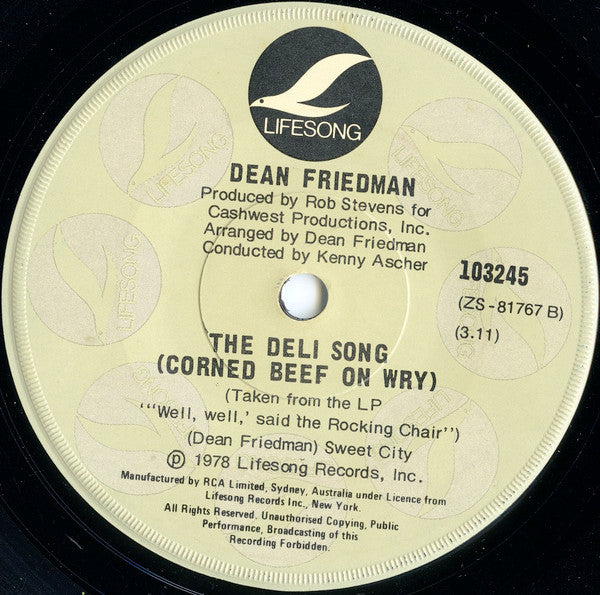 LIFESONG
DEAN FRIEDMAN
Produced by Rob Stevens for
Cashwest Productions, Inc.
Arranged by Dean Friedman
Conducted by Kenny Ascher
103245
(ZS-81767 B)
(3.11)
THE DELI SONG
(CORNED BEEF ON WRY)
(Taken from the LP
"'Well, well,' said the Rocking Chair")
(Dean Friedman) Sweet City
℗ 1978 Lifesong Records, Inc.
Manufactured by RCA Limited, Sydney, Australia under Licence from
Lifesong Records Inc., New York.
All Rights Reserved, Unauthorised Copying, Public
Performance, Broadcasting of this
Recording Forbidden.
LIFESONG
LIFESONG
LIFESONG